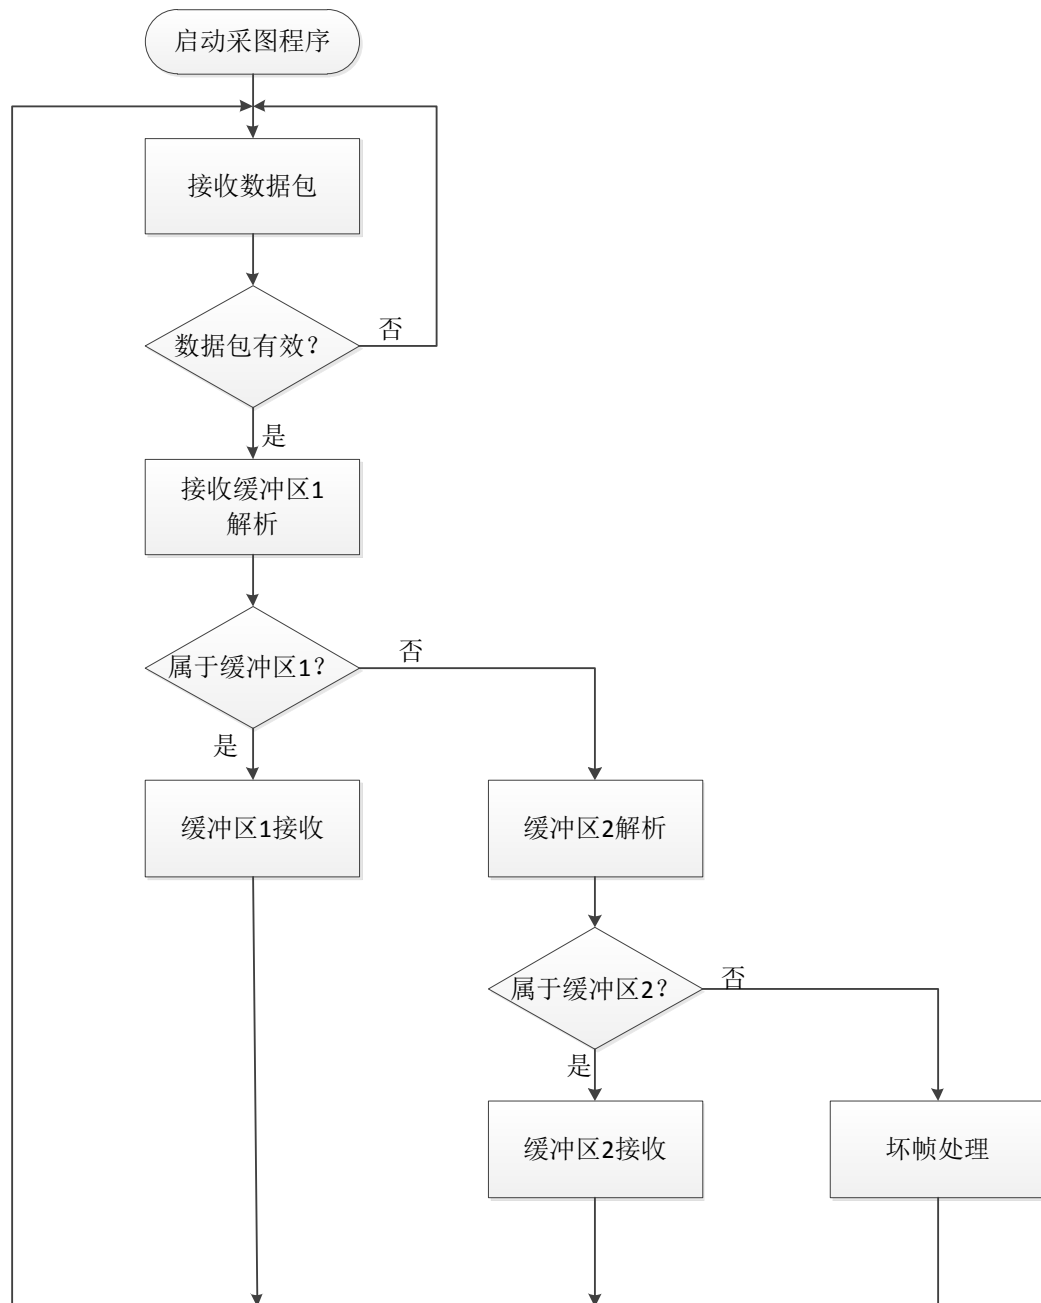 启动采图程序
接收数据包
数据包有效？
否
是
接收缓冲区1
解析
属于缓冲区1？
否
是
缓冲区1接收
缓冲区2解析
属于缓冲区2？
否
是
缓冲区2接收
坏帧处理